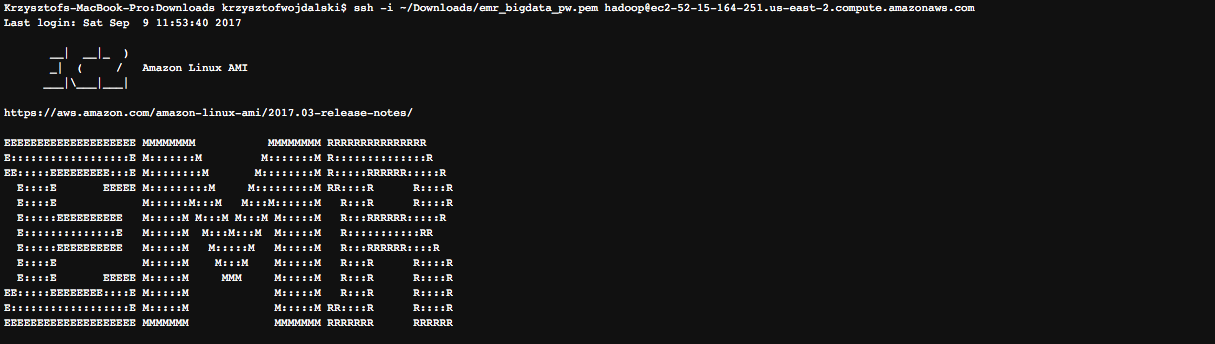 Krzysztofs-MacBook-Pro:Downloads krzysztofwojdalski$ ssh -i ~/Downloads/emr_bigdata_pw.pem hadoop@ec2-52-15-164-251.us-east-2.compute.amazonaws.com
Last login: Sat Sep  9 11:53:40 2017

       __|  __|_  )
       _|  (     /   Amazon Linux AMI
      ___|\___|___|

https://aws.amazon.com/amazon-linux-ami/2017.03-release-notes/

EEEEEEEEEEEEEEEEEEEE MMMMMMMM           MMMMMMMM RRRRRRRRRRRRRRR
E::::::::::::::::::E M:::::::M         M:::::::M R::::::::::::::R
EE:::::EEEEEEEEE:::E M::::::::M       M::::::::M R:::::RRRRRR:::::R
  E::::E       EEEEE M:::::::::M     M:::::::::M RR::::R      R::::R
  E::::E             M::::::M:::M   M:::M::::::M   R:::R      R::::R
  E:::::EEEEEEEEEE   M:::::M M:::M M:::M M:::::M   R:::RRRRRR:::::R
  E::::::::::::::E   M:::::M  M:::M:::M  M:::::M   R:::::::::::RR
  E:::::EEEEEEEEEE   M:::::M   M:::::M   M:::::M   R:::RRRRRR::::R
  E::::E             M:::::M    M:::M    M:::::M   R:::R      R::::R
  E::::E       EEEEE M:::::M     MMM     M:::::M   R:::R      R::::R
EE:::::EEEEEEEE::::E M:::::M             M:::::M   R:::R      R::::R
E::::::::::::::::::E M:::::M             M:::::M RR::::R      R::::R
EEEEEEEEEEEEEEEEEEEE MMMMMMM             MMMMMMM RRRRRRR      RRRRRR